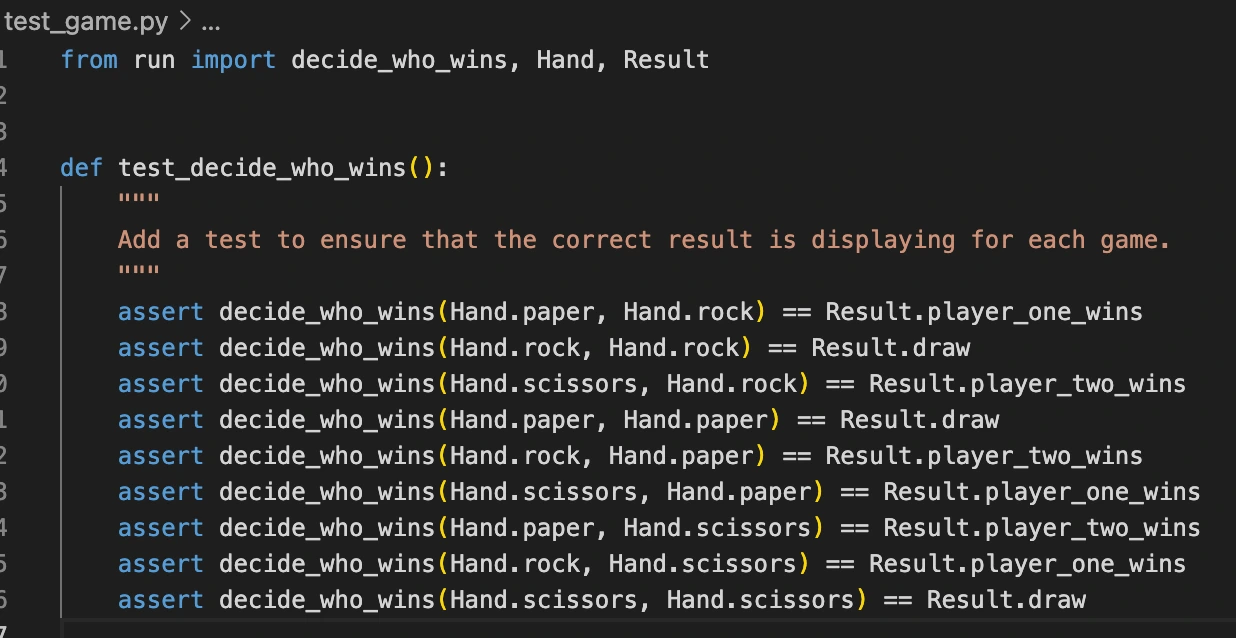 test_game.py > ...
1 from run import decide_who_wins, Hand, Result
2
3
4 def test_decide_who_wins():
5 """
6 Add a test to ensure that the correct result is displaying for each game.
7 """
8 assert decide_who_wins(Hand.paper, Hand.rock) == Result.player_one_wins
9 assert decide_who_wins(Hand.rock, Hand.rock) == Result.draw
0 assert decide_who_wins(Hand.scissors, Hand.rock) == Result.player_two_wins
1 assert decide_who_wins(Hand.paper, Hand.paper) == Result.draw
2 assert decide_who_wins(Hand.rock, Hand.paper) == Result.player_two_wins
3 assert decide_who_wins(Hand.scissors, Hand.paper) == Result.player_one_wins
4 assert decide_who_wins(Hand.paper, Hand.scissors) == Result.player_two_wins
5 assert decide_who_wins(Hand.rock, Hand.scissors) == Result.player_one_wins
6 assert decide_who_wins(Hand.scissors, Hand.scissors) == Result.draw
7